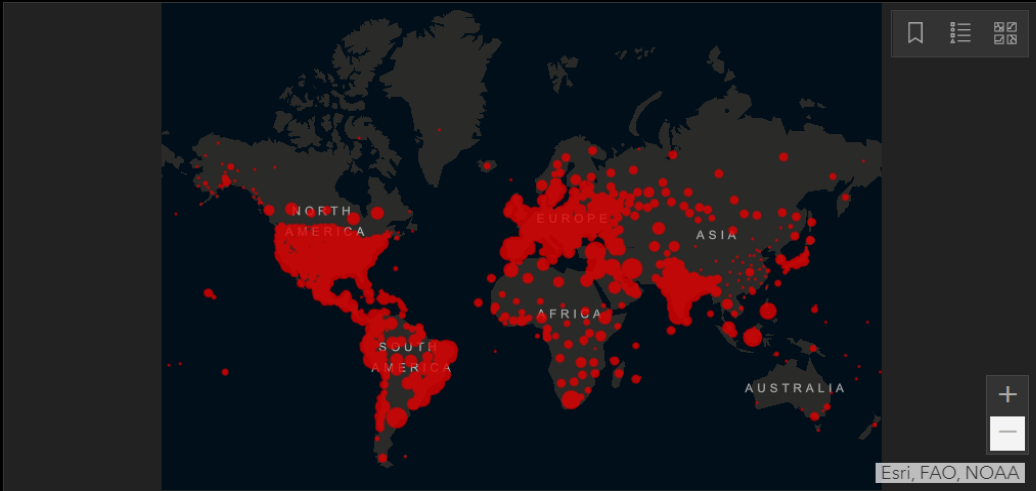 NORTH
AMERICA
EUROPE
ASIA
AFRICA
SOUTH
AMERICA
AUSTRALIA
Esri, FAO, NOAA